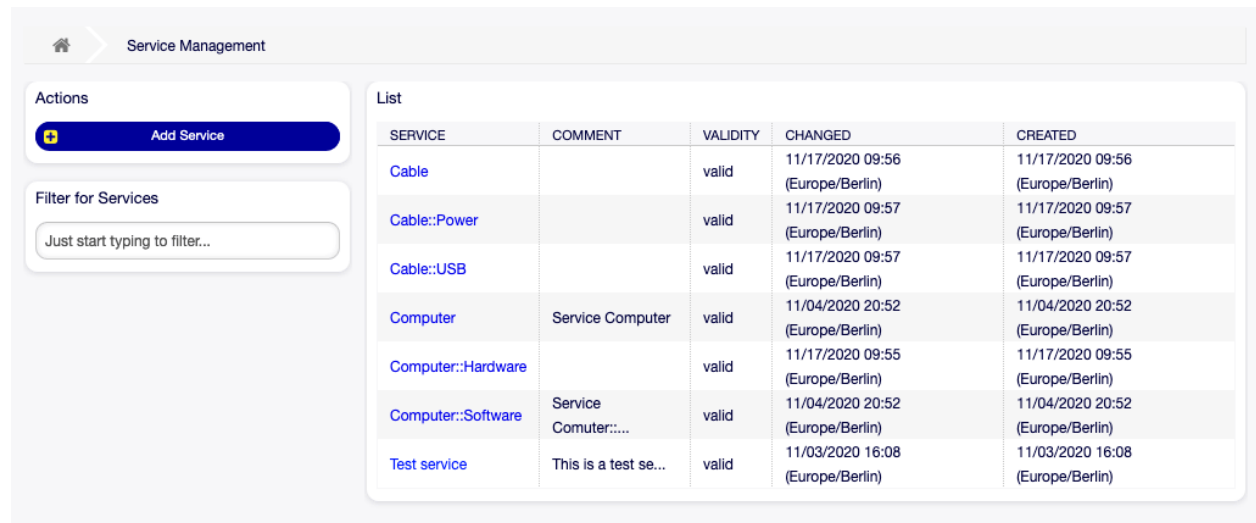 Service Management
Actions
Add Service
Filter for Services
Just start typing to filter...
List
SERVICE COMMENT VALIDITY CHANGED CREATED
Cable valid 11/17/2020 09:56 (Europe/Berlin) 11/17/2020 09:56 (Europe/Berlin)
Cable::Power valid 11/17/2020 09:57 (Europe/Berlin) 11/17/2020 09:57 (Europe/Berlin)
Cable::USB valid 11/17/2020 09:57 (Europe/Berlin) 11/17/2020 09:57 (Europe/Berlin)
Computer Service Computer valid 11/04/2020 20:52 (Europe/Berlin) 11/04/2020 20:52 (Europe/Berlin)
Computer::Hardware valid 11/17/2020 09:55 (Europe/Berlin) 11/17/2020 09:55 (Europe/Berlin)
Computer::Software Service Comuter::... valid 11/04/2020 20:52 (Europe/Berlin) 11/04/2020 20:52 (Europe/Berlin)
Test service This is a test se... valid 11/03/2020 16:08 (Europe/Berlin) 11/03/2020 16:08 (Europe/Berlin)